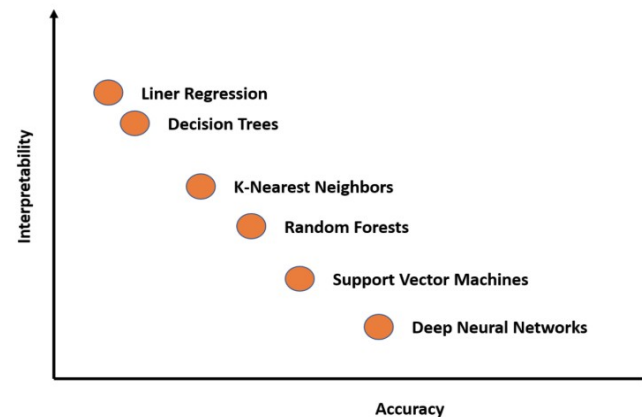 Liner Regression
Decision Trees
K-Nearest Neighbors
Random Forests
Support Vector Machines
Deep Neural Networks
Interpretability
Accuracy